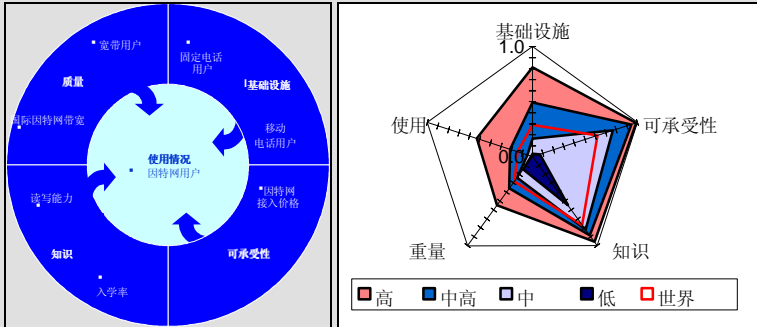 宽带用户
固定电话
用户
质量
基础设施
国际因特网带宽
移动
电话用户
使用情况
因特网用户
读写能力
因特网
接入价格
知识
可承受性
入学率
基础设施
1.0
使用
可承受性
0.0
重量
知识
高
中高
中
低
世界